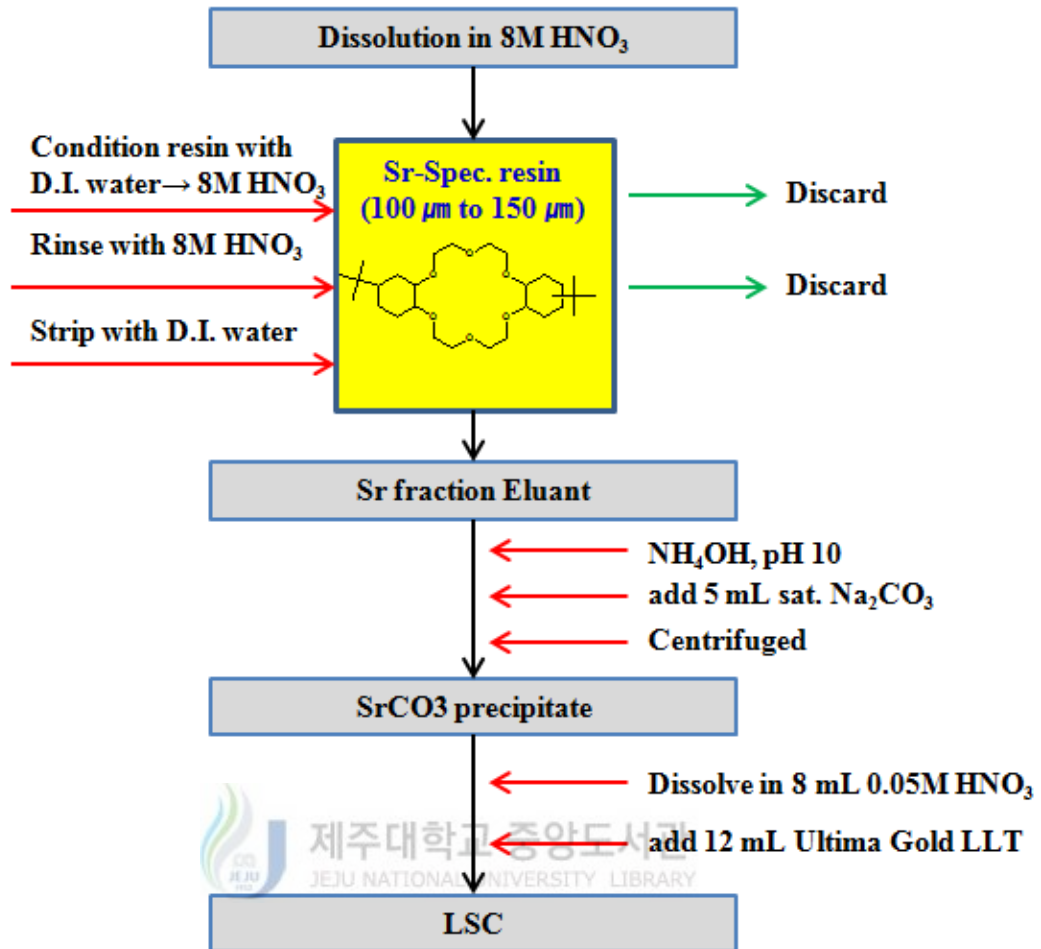 Dissolution in 8M HNO₃
Condition resin with
D.I. water→ 8M HNO₃
Rinse with 8M HNO₃
Strip with D.I. water
Sr-Spec. resin
(100 ㎛ to 150 ㎛)
O
O
O
O
O
O
Discard
Discard
Sr fraction Eluant
NH₄OH, pH 10
add 5 mL sat. Na₂CO₃
Centrifuged
SrCO3 precipitate
Dissolve in 8 mL 0.05M HNO₃
add 12 mL Ultima Gold LLT
제주대학교 중앙도서관
JEJU NATIONAL UNIVERSITY LIBRARY
JEJU
LSC